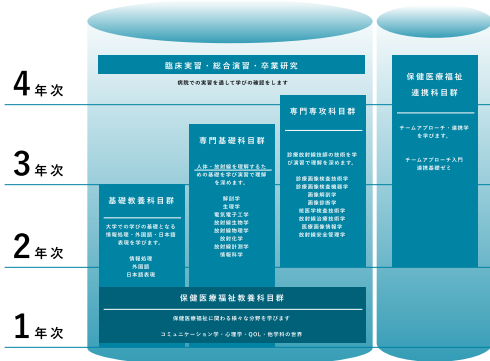 4年次
臨床実習・総合演習・卒業研究
病院での実習を通して学びの確認をします
保健医療福祉
連携科目群
チームアプローチ・連携学
を学びます。
チームアプローチ入門
連携基礎ゼミ
専門専攻科目群
診療放射線技師の技術を学
び演習で理解を深めます。
診療画像検査技術学
診療画像検査機器学
画像解剖学
画像診断学
核医学検査技術学
放射線治療技術学
医療画像情報学
放射線安全管理学
3年次
専門基礎科目群
人体・放射線を理解するた
めの基礎を学び演習で理解
を深めます。
解剖学
生理学
電気電子工学
放射線生物学
放射線物理学
放射化学
放射線計測学
情報科学
基礎教養科目群
大学での学びの基礎となる
情報処理・外国語・日本語
表現を学びます。
情報処理
外国語
日本語表現
2年次
保健医療福祉教養科目群
保健医療福祉に関わる様々な分野を学びます
コミュニケーション学・心理学・QOL・他学科の世界
1年次